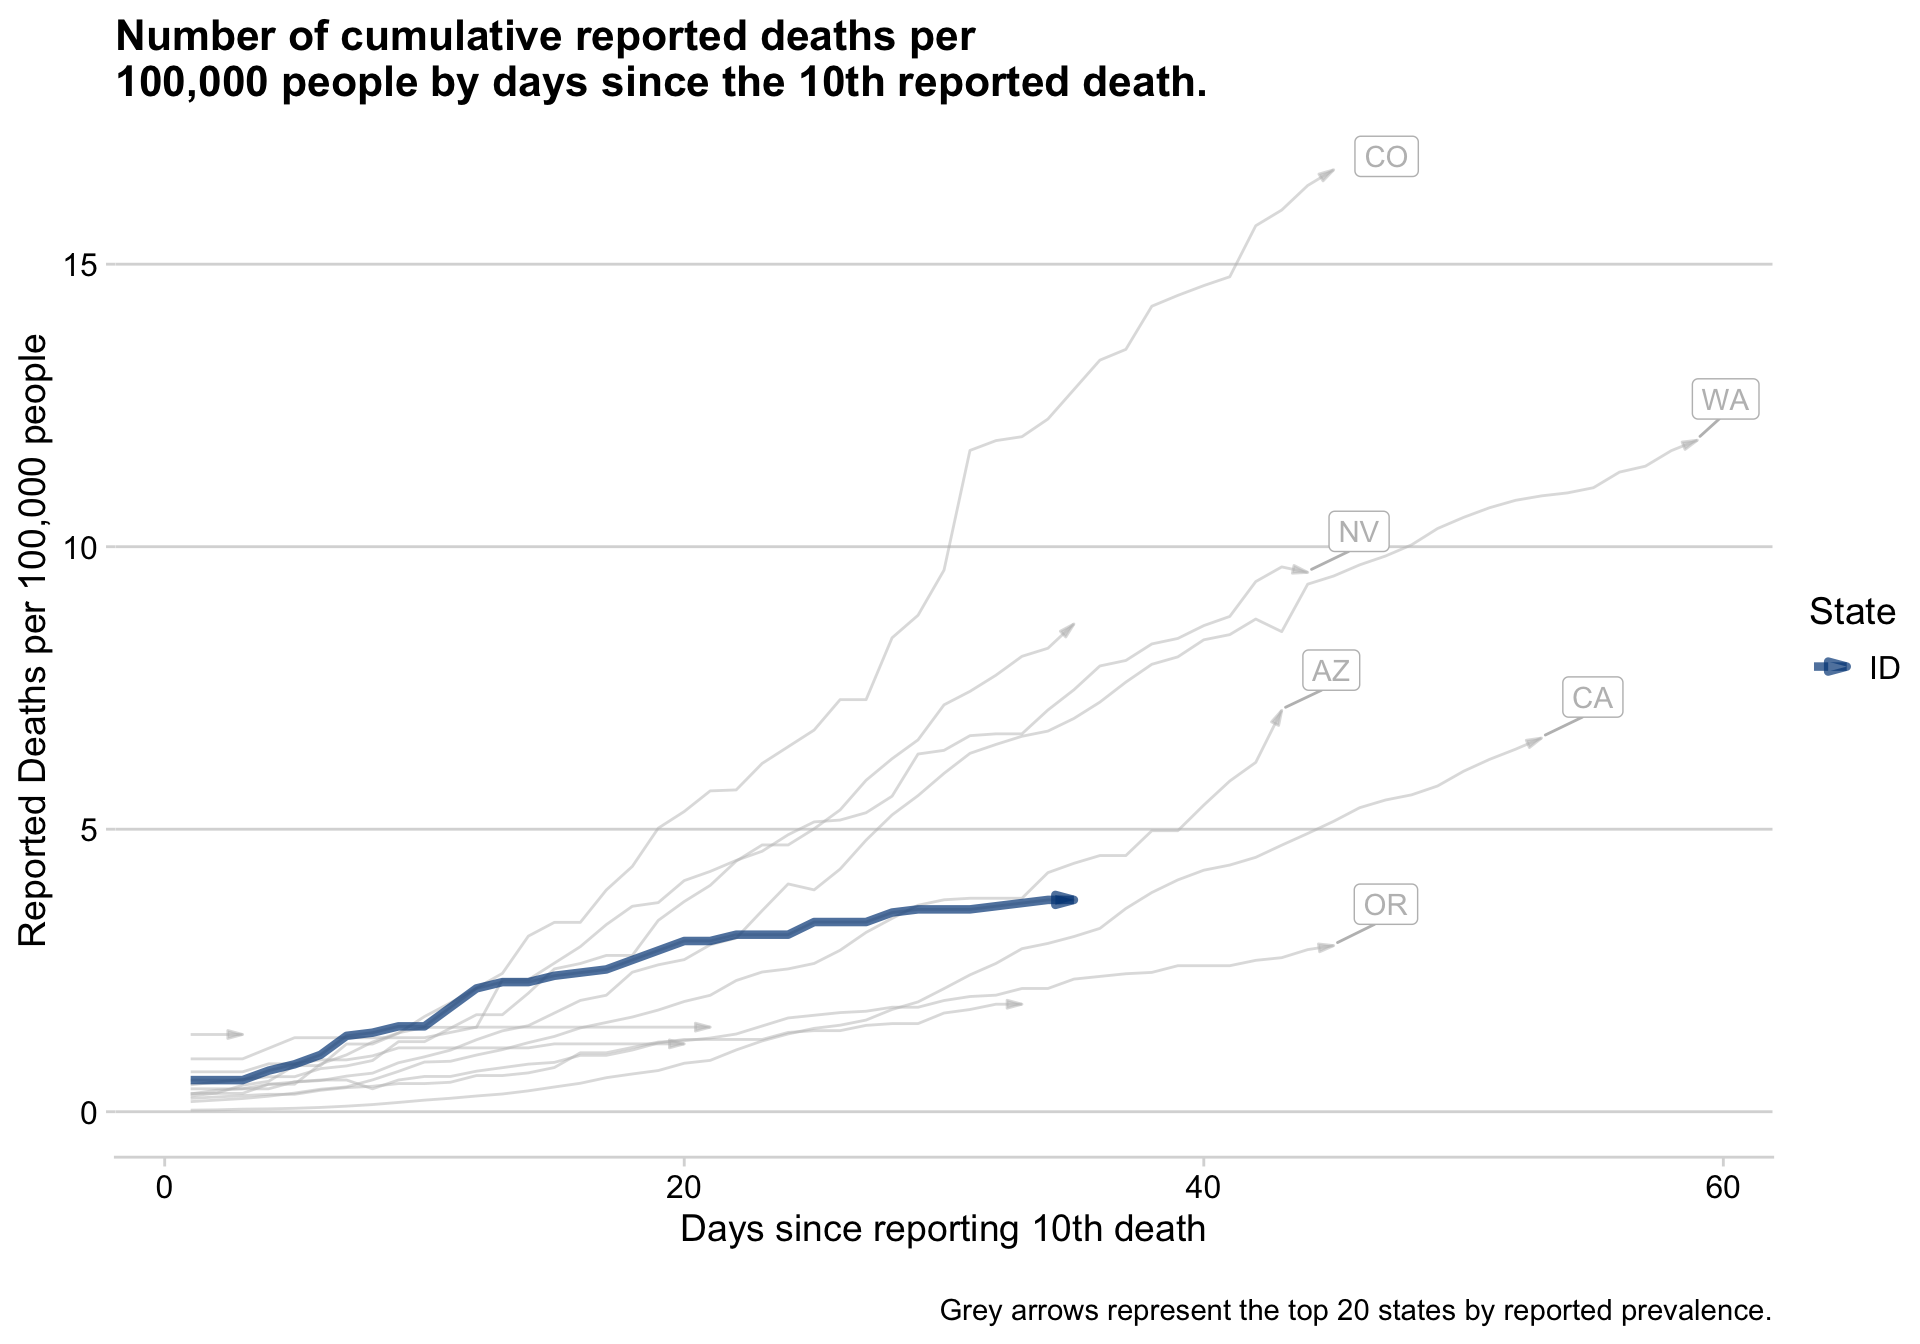 Number of cumulative reported deaths per
100,000 people by days since the 10th reported death.
CO
15
WA
NV
10
AZ
CA
5
OR
0
Reported Deaths per 100,000 people
State
ID
0
20
40
60
Days since reporting 10th death
Grey arrows represent the top 20 states by reported prevalence.